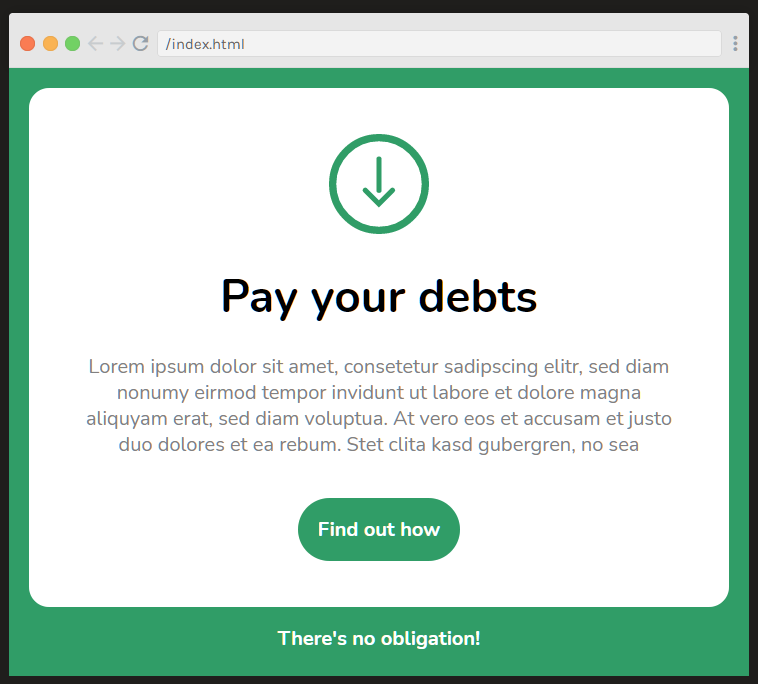 /index.html
Pay your debts
Lorem ipsum dolor sit amet, consetetur sadipscing elitr, sed diam
nonumy eirmod tempor invidunt ut labore et dolore magna
aliquyam erat, sed diam voluptua. At vero eos et accusam et justo
duo dolores et ea rebum. Stet clita kasd gubergren, no sea
Find out how
There's no obligation!